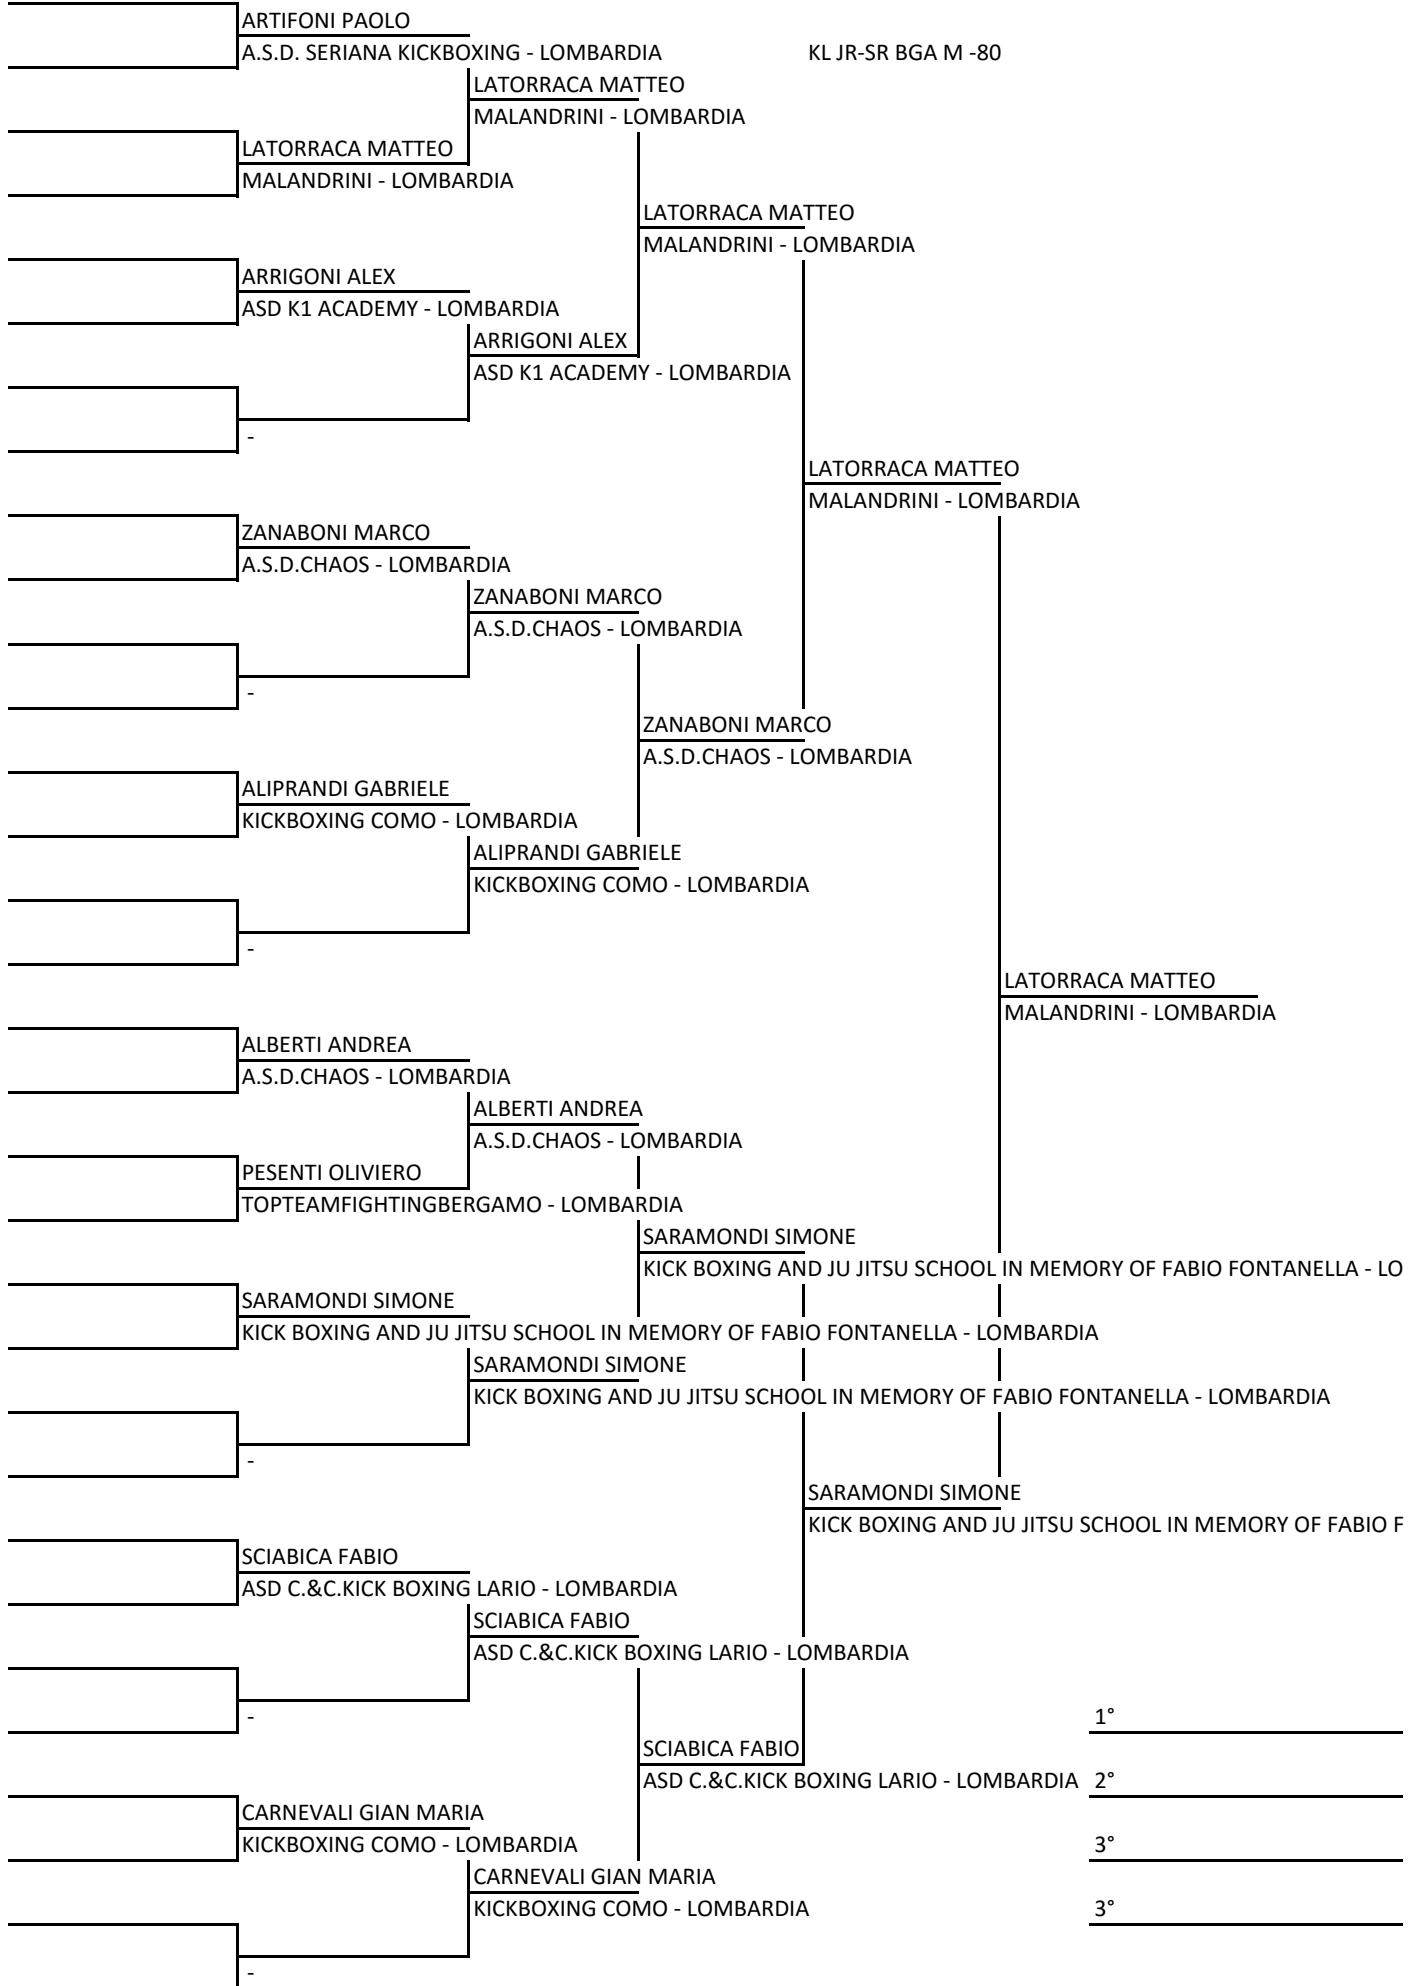 ARTIFONI PAOLO
A.S.D. SERIANA KICKBOXING - LOMBARDIA
KL JR-SR BGA M -80
LATORRACA MATTEO
MALANDRINI - LOMBARDIA
LATORRACA MATTEO
MALANDRINI - LOMBARDIA
LATORRACA MATTEO
MALANDRINI - LOMBARDIA
ARRIGONI ALEX
ASD K1 ACADEMY - LOMBARDIA
ARRIGONI ALEX
ASD K1 ACADEMY - LOMBARDIA
-
LATORRACA MATTEO
MALANDRINI - LOMBARDIA
ZANABONI MARCO
A.S.D.CHAOS - LOMBARDIA
ZANABONI MARCO
A.S.D.CHAOS - LOMBARDIA
-
ZANABONI MARCO
A.S.D.CHAOS - LOMBARDIA
ALIPRANDI GABRIELE
KICKBOXING COMO - LOMBARDIA
ALIPRANDI GABRIELE
KICKBOXING COMO - LOMBARDIA
-
LATORRACA MATTEO
MALANDRINI - LOMBARDIA
ALBERTI ANDREA
A.S.D.CHAOS - LOMBARDIA
ALBERTI ANDREA
A.S.D.CHAOS - LOMBARDIA
PESENTI OLIVIERO
TOPTEAMFIGHTINGBERGAMO - LOMBARDIA
SARAMONDI SIMONE
KICK BOXING AND JU JITSU SCHOOL IN MEMORY OF FABIO FONTANELLA - LO
SARAMONDI SIMONE
KICK BOXING AND JU JITSU SCHOOL IN MEMORY OF FABIO FONTANELLA - LOMBARDIA
SARAMONDI SIMONE
KICK BOXING AND JU JITSU SCHOOL IN MEMORY OF FABIO FONTANELLA - LOMBARDIA
-
SARAMONDI SIMONE
KICK BOXING AND JU JITSU SCHOOL IN MEMORY OF FABIO F
SCIABICA FABIO
ASD C.&C.KICK BOXING LARIO - LOMBARDIA
SCIABICA FABIO
ASD C.&C.KICK BOXING LARIO - LOMBARDIA
-
1°
SCIABICA FABIO
ASD C.&C.KICK BOXING LARIO - LOMBARDIA
2°
CARNEVALI GIAN MARIA
KICKBOXING COMO - LOMBARDIA
3°
CARNEVALI GIAN MARIA
KICKBOXING COMO - LOMBARDIA
3°
-